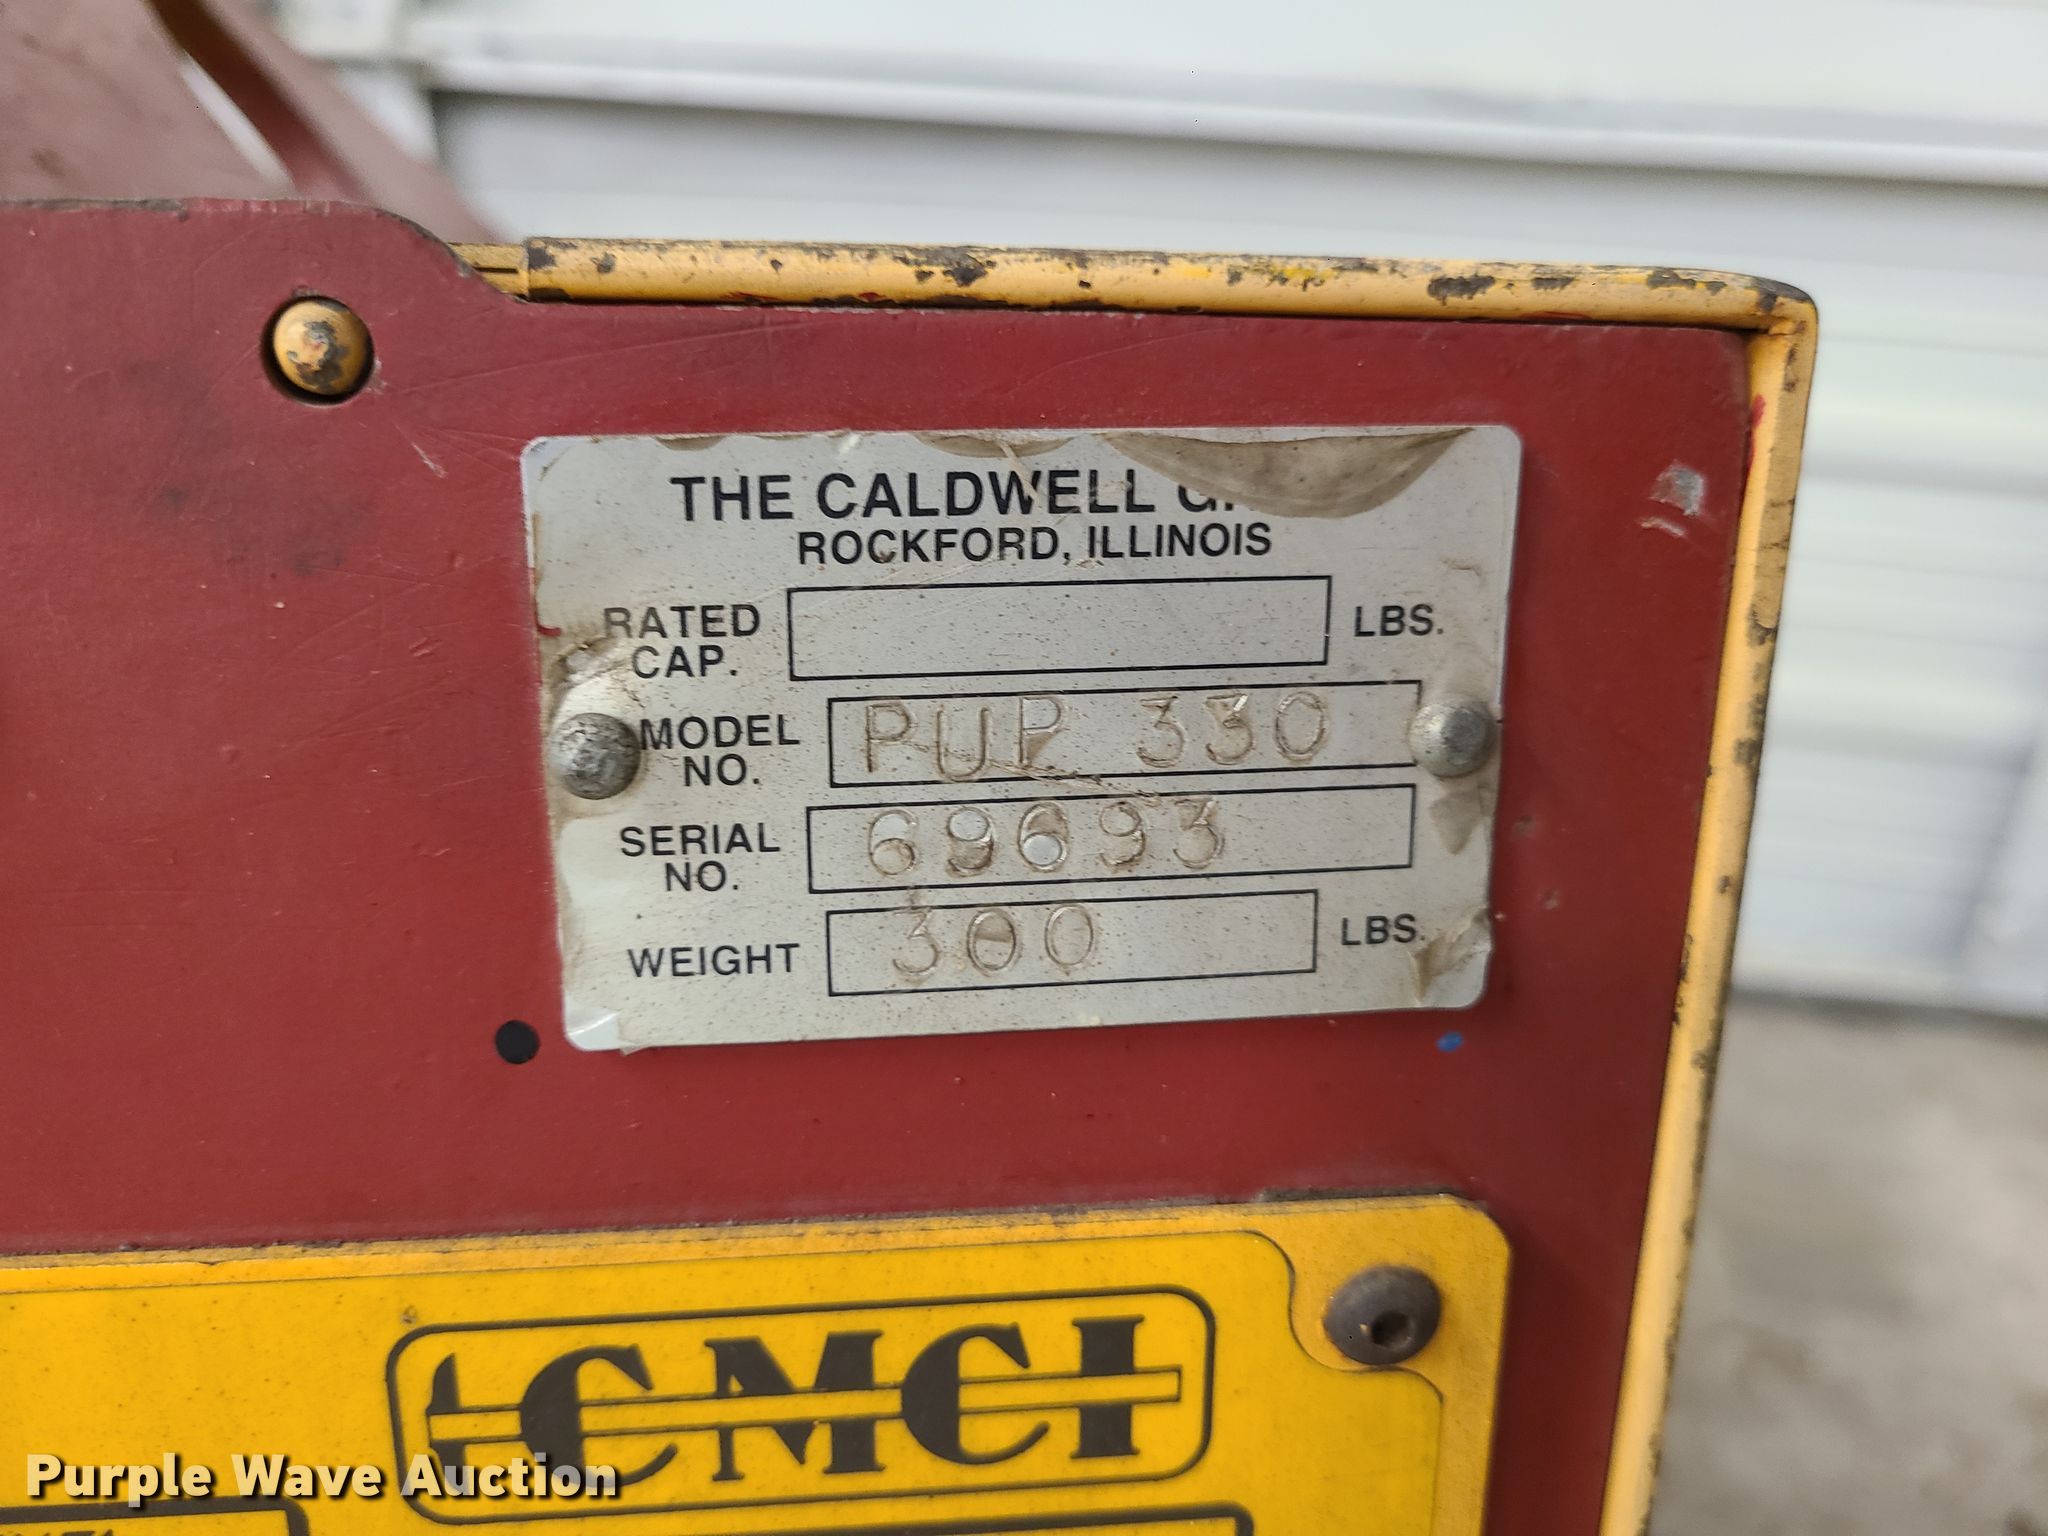 THE CALDWELL
ROCKFORD, ILLINOIS
RATED CAP. LBS.
MODEL NO. PUP 330
SERIAL NO. 69693
WEIGHT 300 LBS.
CMCI
Purple Wave Auction